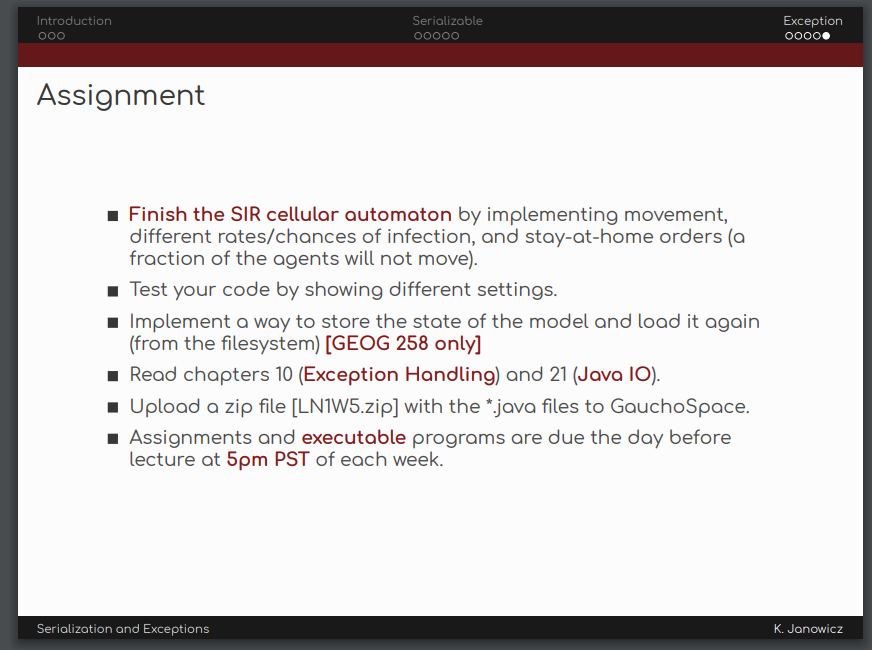 Introduction
Serializable
Exception
Assignment
Finish the SIR cellular automaton by implementing movement,
different rates/chances of infection, and stay-at-home orders (a
fraction of the agents will not move).
Test your code by showing different settings.
Implement a way to store the state of the model and load it again
(from the filesystem) [GEOG 258 only]
Read chapters 10 (Exception Handling) and 21 (Java IO).
Upload a zip file [LN1W5.zip] with the *.java files to GauchoSpace.
Assignments and executable programs are due the day before
lecture at 5pm PST of each week.
Serialization and Exceptions
K. Janowicz